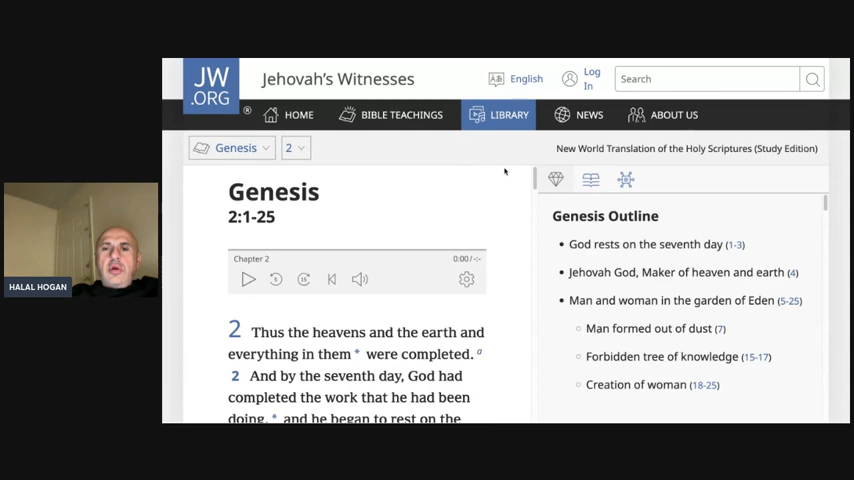 JW
.ORG
®
Jehovah's Witnesses
English
Log
In
Search
HOME
BIBLE TEACHINGS
LIBRARY
NEWS
ABOUT US
Genesis
2
New World Translation of the Holy Scriptures (Study Edition)
Genesis
2:1-25
Chapter 2
0:00 / -:-
5
15
2 Thus the heavens and the earth and
everything in them * were completed. a
2 And by the seventh day, God had
completed the work that he had been
doing, * and he began to rest on the
Genesis Outline
• God rests on the seventh day (1-3)
• Jehovah God, Maker of heaven and earth (4)
• Man and woman in the garden of Eden (5-25)
○ Man formed out of dust (7)
○ Forbidden tree of knowledge (15-17)
○ Creation of woman (18-25)
HALAL HOGAN